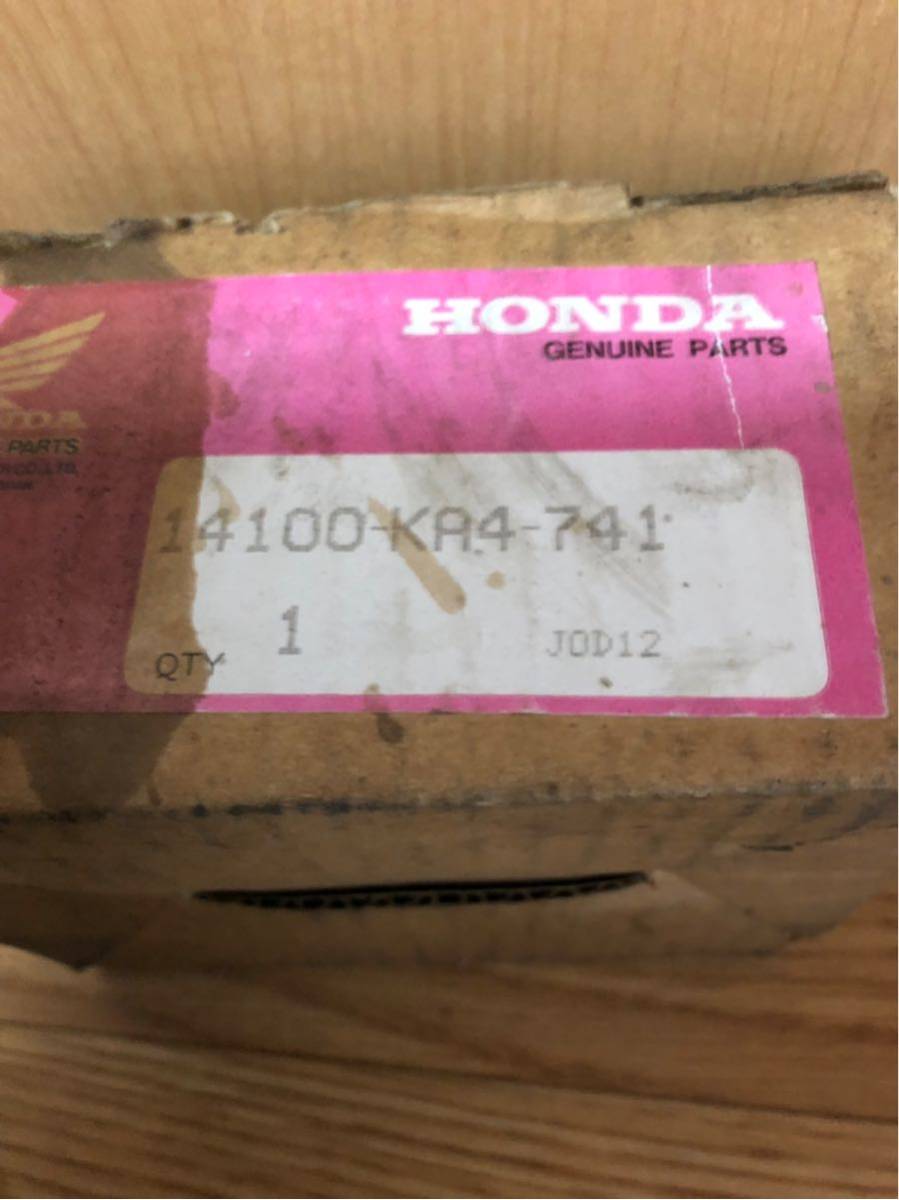 HONDA
GENUINE PARTS
PARTS
14100-KA4-741
QTY 1 JOD12